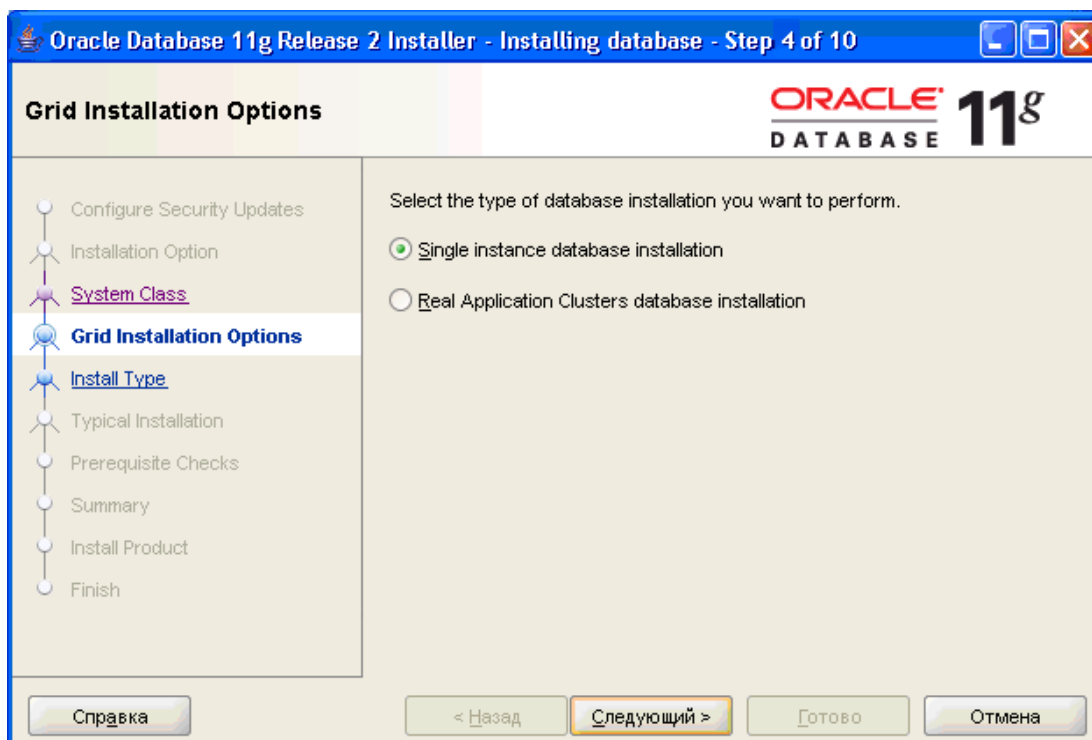 Oracle Database 11g Release 2 Installer - Installing database - Step 4 of 10
Grid Installation Options
ORACLE DATABASE 11g
Configure Security Updates
Installation Option
System Class
Grid Installation Options
Install Type
Typical Installation
Prerequisite Checks
Summary
Install Product
Finish
Select the type of database installation you want to perform.
Single instance database installation
Real Application Clusters database installation
Справка
< Назад
Следующий >
Готово
Отмена